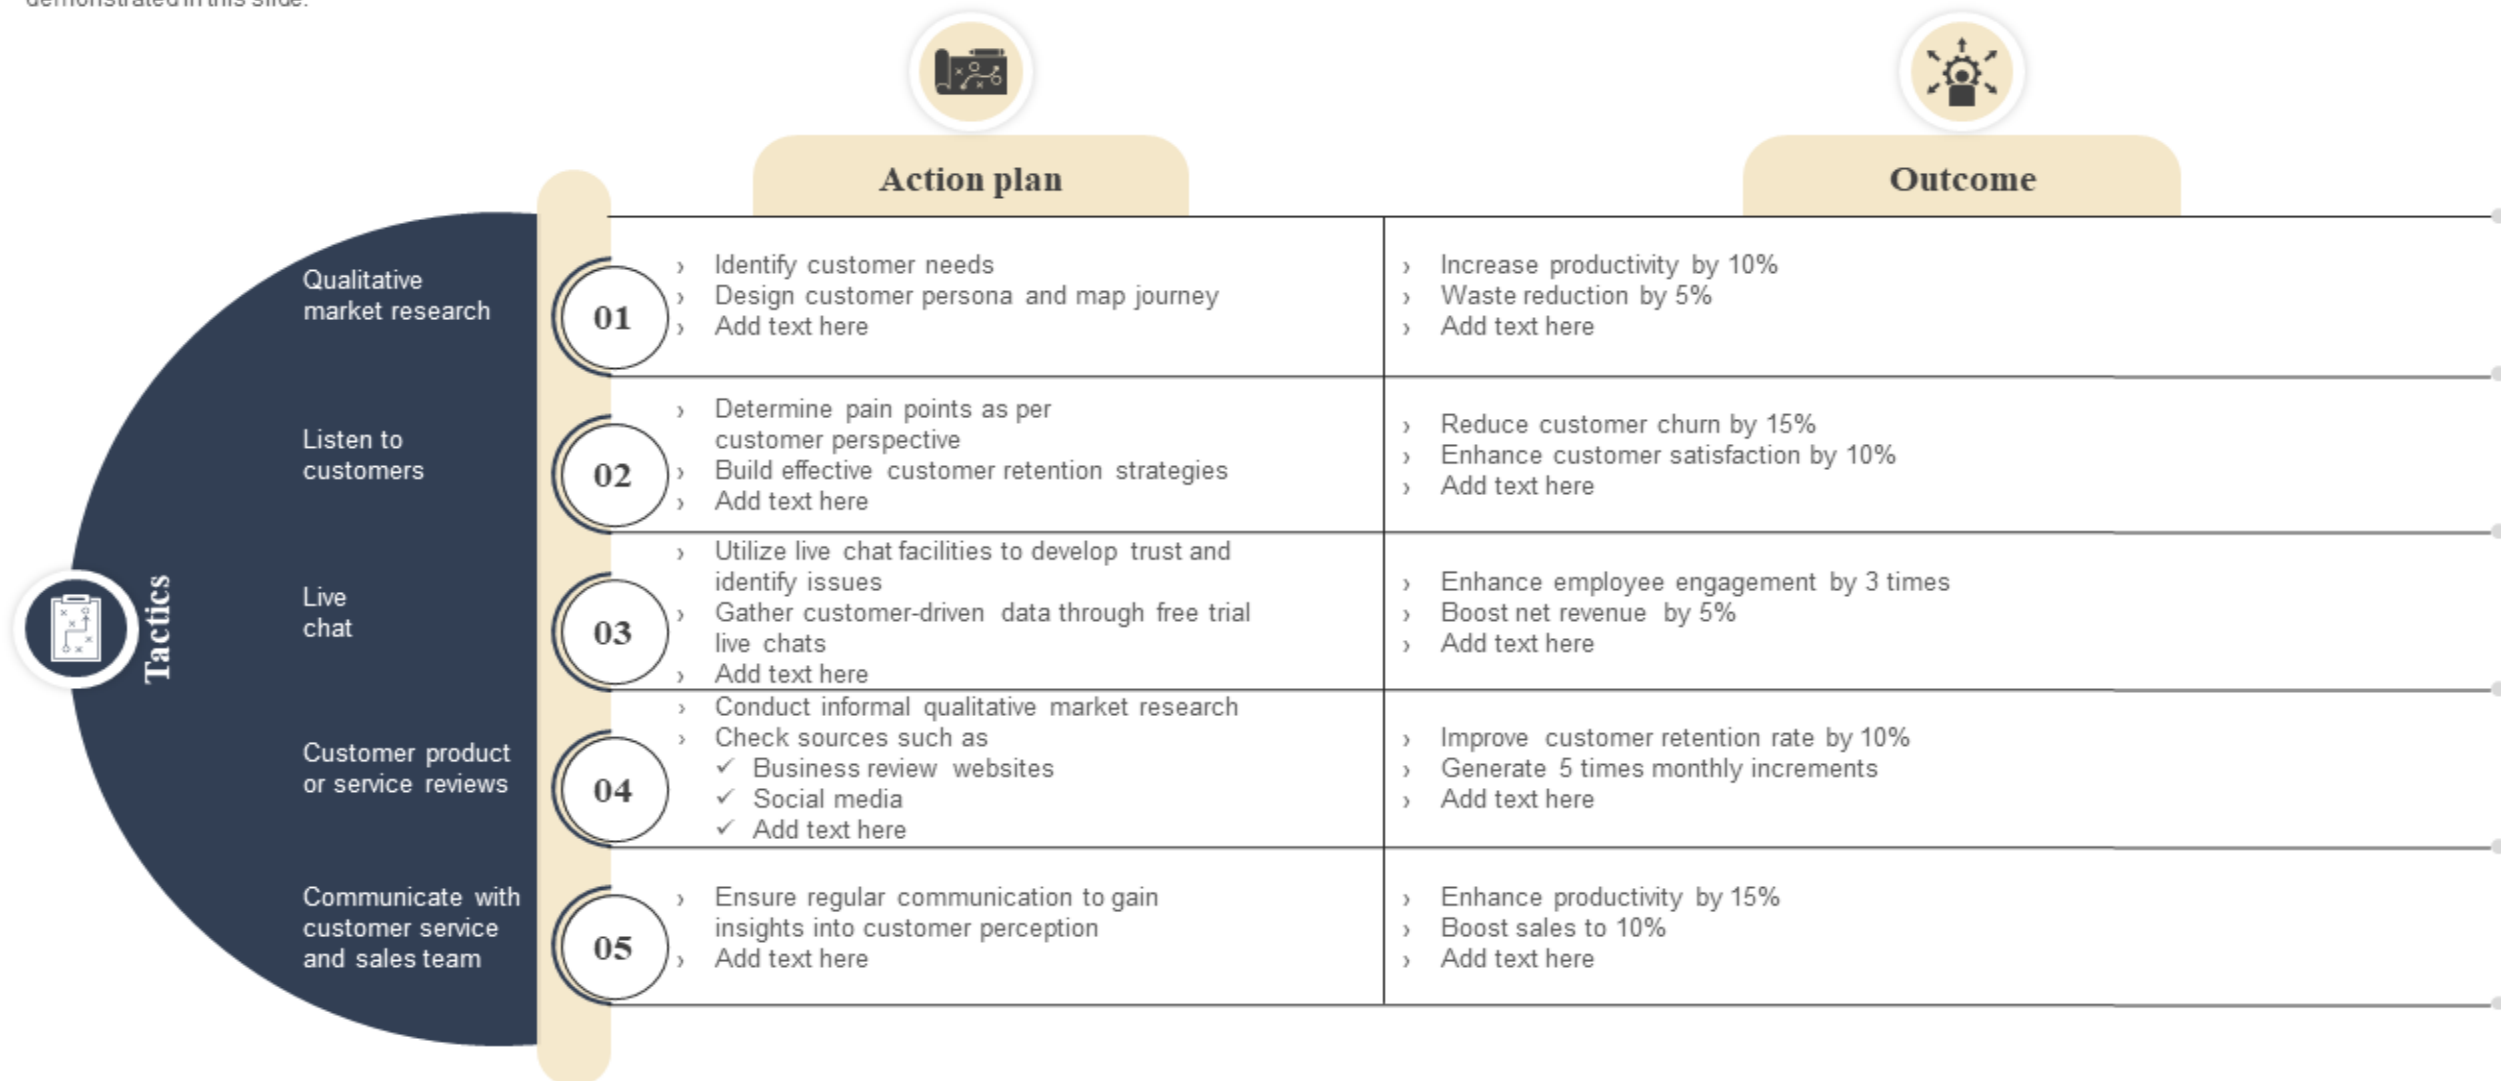 demonstrated in this slide.
Action plan
Outcome
Tactics
Qualitative
market research
01
› Identify customer needs
› Design customer persona and map journey
› Add text here
› Increase productivity by 10%
› Waste reduction by 5%
› Add text here
Listen to
customers
02
› Determine pain points as per
customer perspective
› Build effective customer retention strategies
› Add text here
› Reduce customer churn by 15%
› Enhance customer satisfaction by 10%
› Add text here
Live
chat
03
› Utilize live chat facilities to develop trust and
identify issues
› Gather customer-driven data through free trial
live chats
› Add text here
› Enhance employee engagement by 3 times
› Boost net revenue by 5%
› Add text here
Customer product
or service reviews
04
› Conduct informal qualitative market research
› Check sources such as
✓ Business review websites
✓ Social media
✓ Add text here
› Improve customer retention rate by 10%
› Generate 5 times monthly increments
› Add text here
Communicate with
customer service
and sales team
05
› Ensure regular communication to gain
insights into customer perception
› Add text here
› Enhance productivity by 15%
› Boost sales to 10%
› Add text here